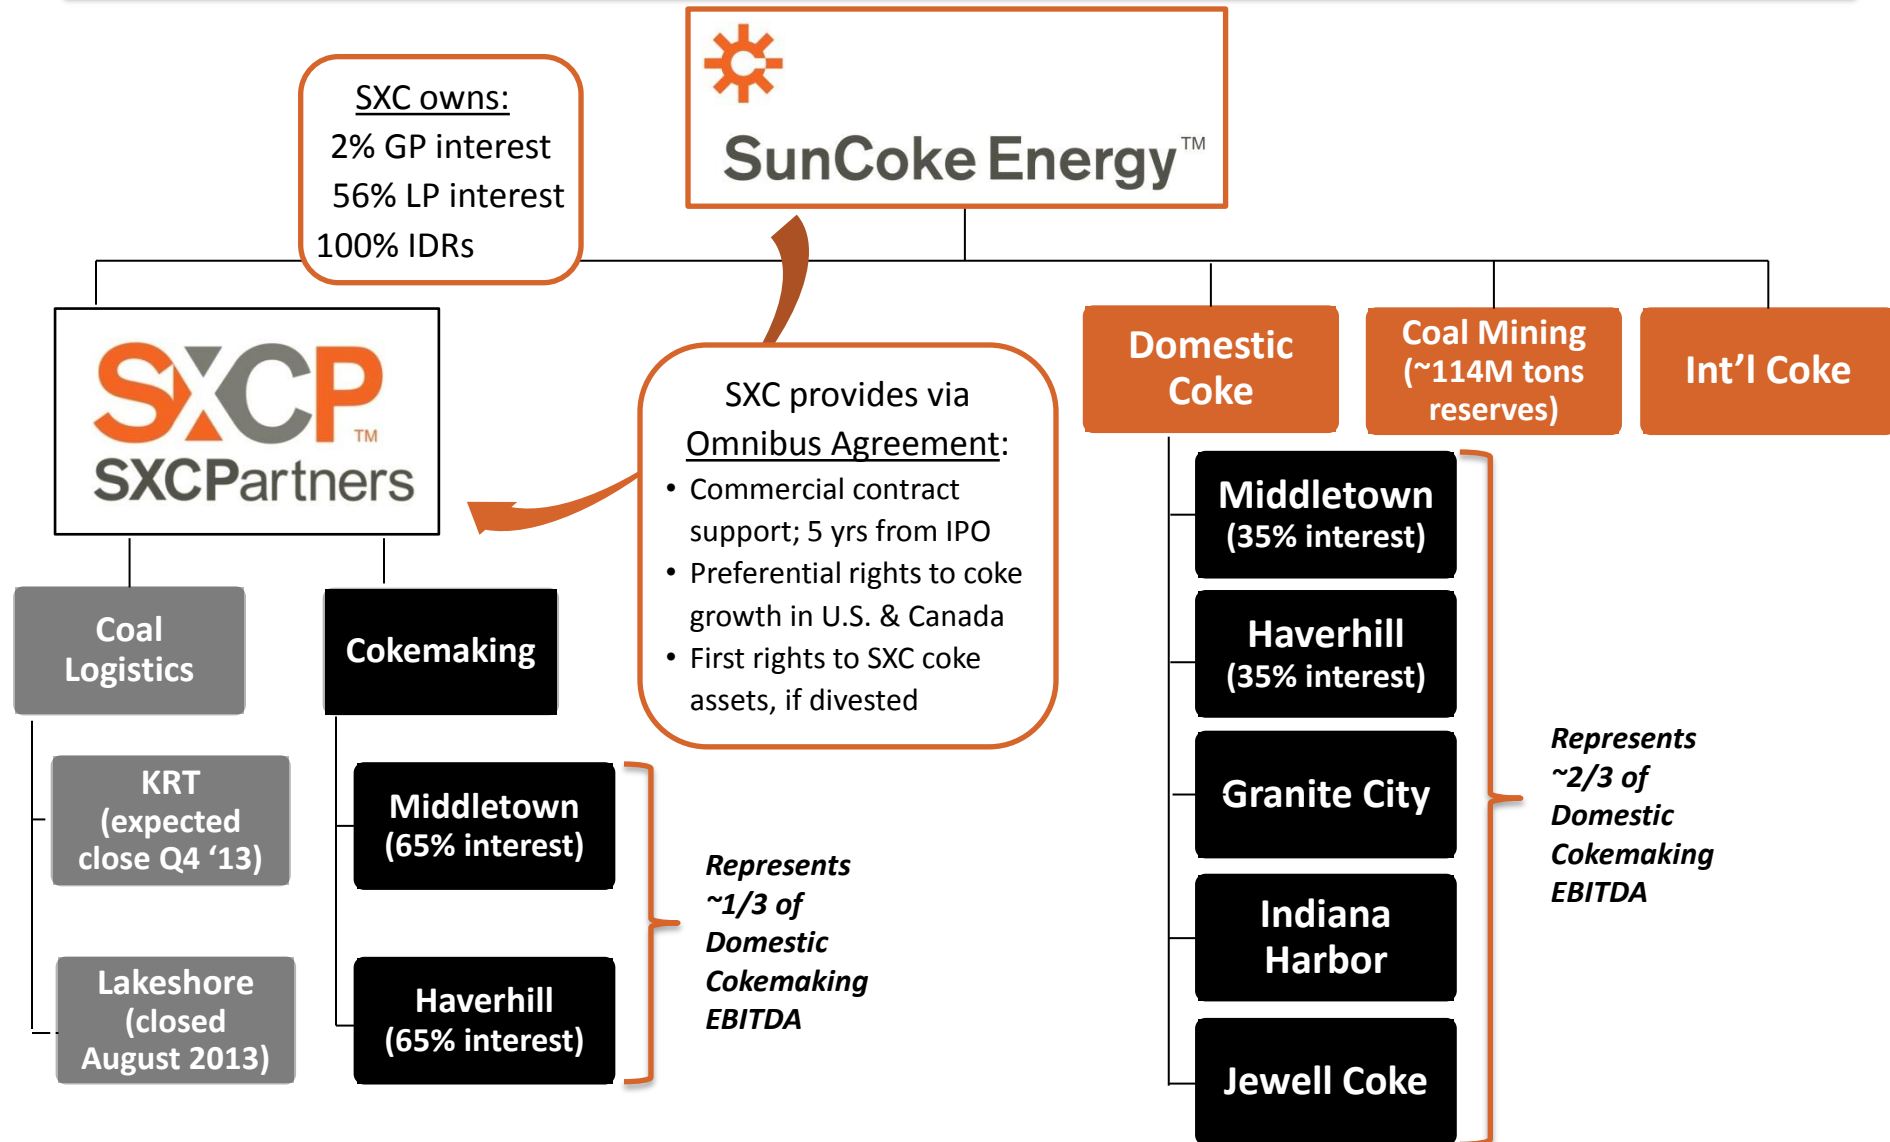 SunCoke Energy™
SXC owns:
2% GP interest
56% LP interest
100% IDRs
SXCP™
SXCPartners
SXC provides via
Omnibus Agreement:
• Commercial contract
support; 5 yrs from IPO
• Preferential rights to coke
growth in U.S. & Canada
• First rights to SXC coke
assets, if divested
Domestic
Coke
Coal Mining
(~114M tons
reserves)
Int’l Coke
Coal
Logistics
Cokemaking
KRT
(expected
close Q4 ‘13)
Lakeshore
(closed
August 2013)
Middletown
(65% interest)
Haverhill
(65% interest)
Represents
~1/3 of
Domestic
Cokemaking
EBITDA
Middletown
(35% interest)
Haverhill
(35% interest)
Granite City
Indiana
Harbor
Jewell Coke
Represents
~2/3 of
Domestic
Cokemaking
EBITDA